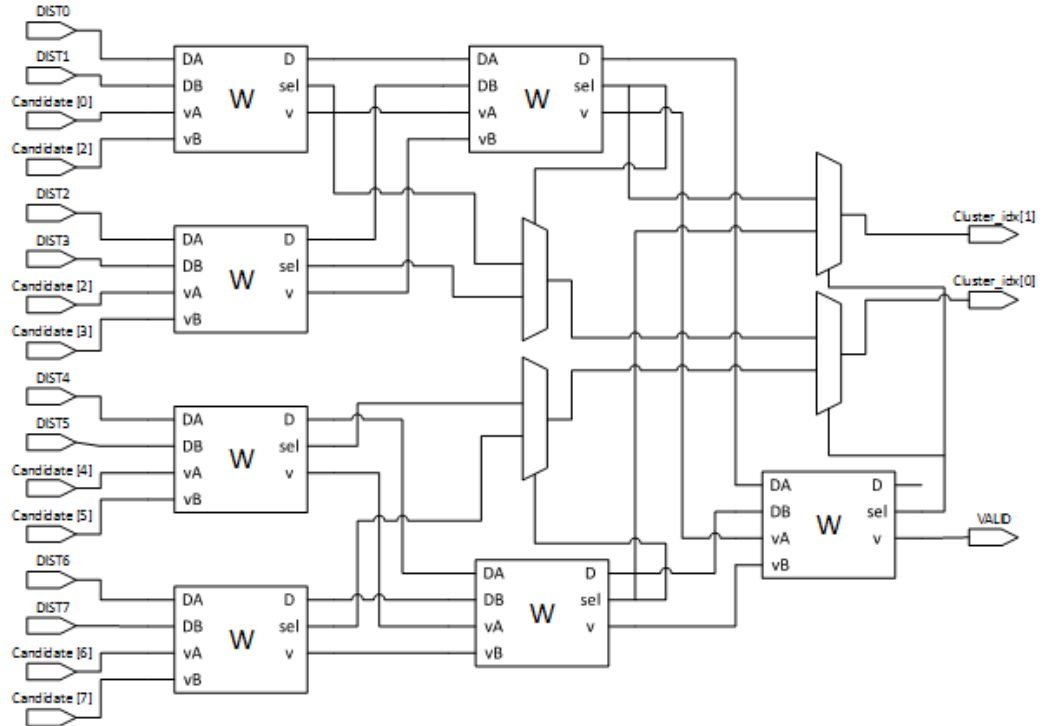 DIST0
DIST1
Candidate [0]
Candidate [2]
DA
DB
vA
vB
W
D
sel
v
DA
DB
vA
vB
W
D
sel
v
DIST2
DIST3
Candidate [2]
Candidate [3]
DA
DB
vA
vB
W
D
sel
v
Cluster_idx[1]
Cluster_idx[0]
DIST4
DIST5
Candidate [4]
Candidate [5]
DA
DB
vA
vB
W
D
sel
v
DA
DB
vA
vB
W
D
sel
v
VALID
DIST6
DIST7
Candidate [6]
Candidate [7]
DA
DB
vA
vB
W
D
sel
v
DA
DB
vA
vB
W
D
sel
v